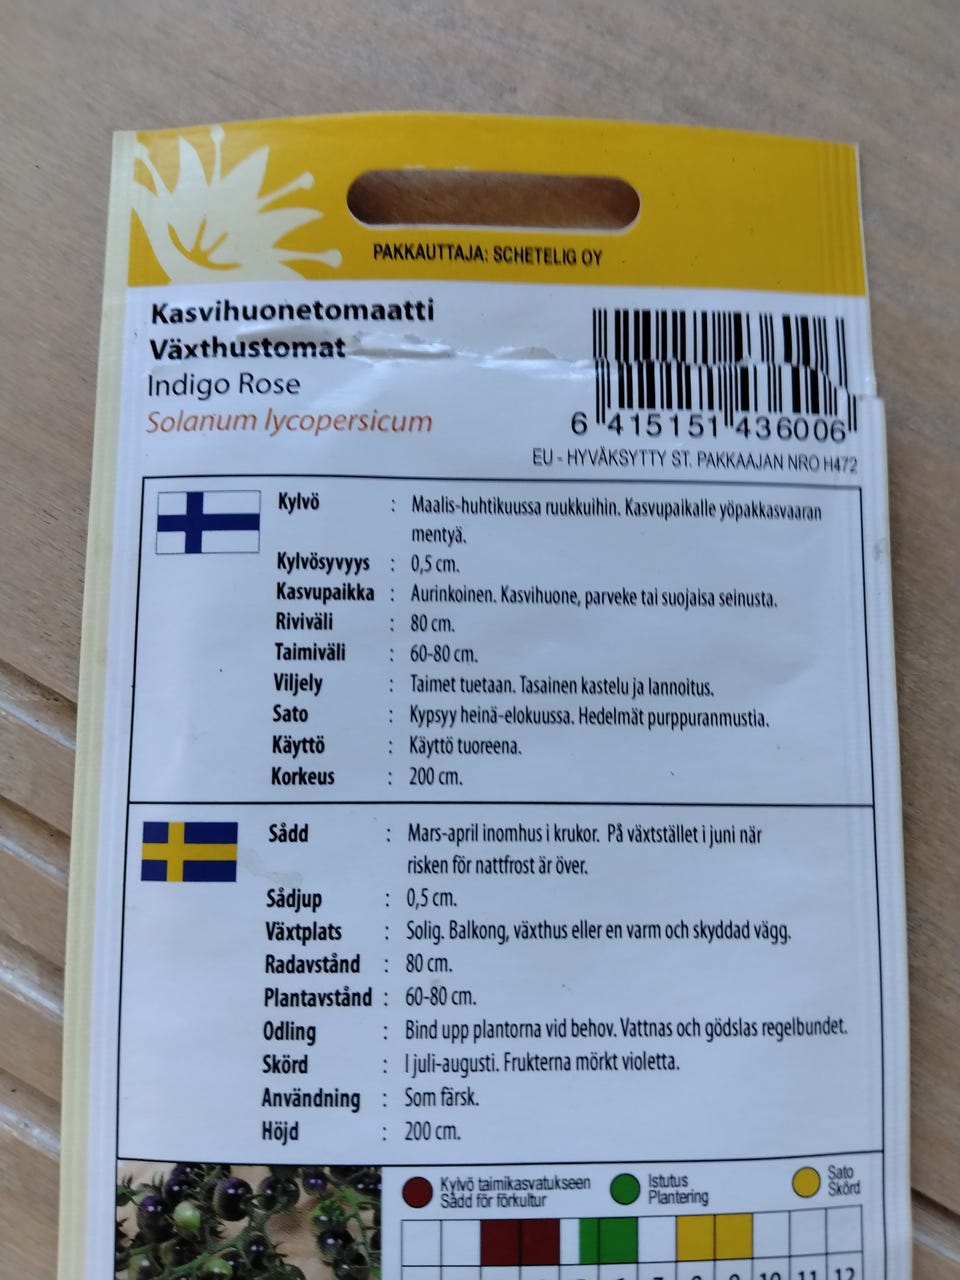 PAKKAUTTAJA: SCHETELIG OY
Kasvihuonetomaatti
Växthustomat
Indigo Rose
Solanum lycopersicum
6 415151 436006
EU - HYVÄKSYTTY ST. PAKKAAJAN NRO H472
Kylvö : Maalis-huhtikuussa ruukkuihin. Kasvupaikalle yöpakkasvaaran
mentyä.
Kylvösyvyys : 0,5 cm.
Kasvupaikka : Aurinkoinen. Kasvihuone, parveke tai suojaisa seinusta.
Riviväli : 80 cm.
Taimiväli : 60-80 cm.
Viljely : Taimet tuetaan. Tasainen kastelu ja lannoitus.
Sato : Kypsyy heinä-elokuussa. Hedelmät purppuranmustia.
Käyttö : Käyttö tuoreena.
Korkeus : 200 cm.
Sådd : Mars-april inomhus i krukor. På växtstället i juni när
risken för nattfrost är över.
Sådjup : 0,5 cm.
Växtplats : Solig. Balkong, växthus eller en varm och skyddad vägg.
Radavstånd : 80 cm.
Plantavstånd : 60-80 cm.
Odling : Bind upp plantorna vid behov. Vattnas och gödslas regelbundet.
Skörd : I juli-augusti. Frukterna mörkt violetta.
Användning : Som färsk.
Höjd : 200 cm.
Kylvö taimikasvatukseen
Sådd för förkultur
Istutus
Plantering
Sato
Skörd
10 11 12